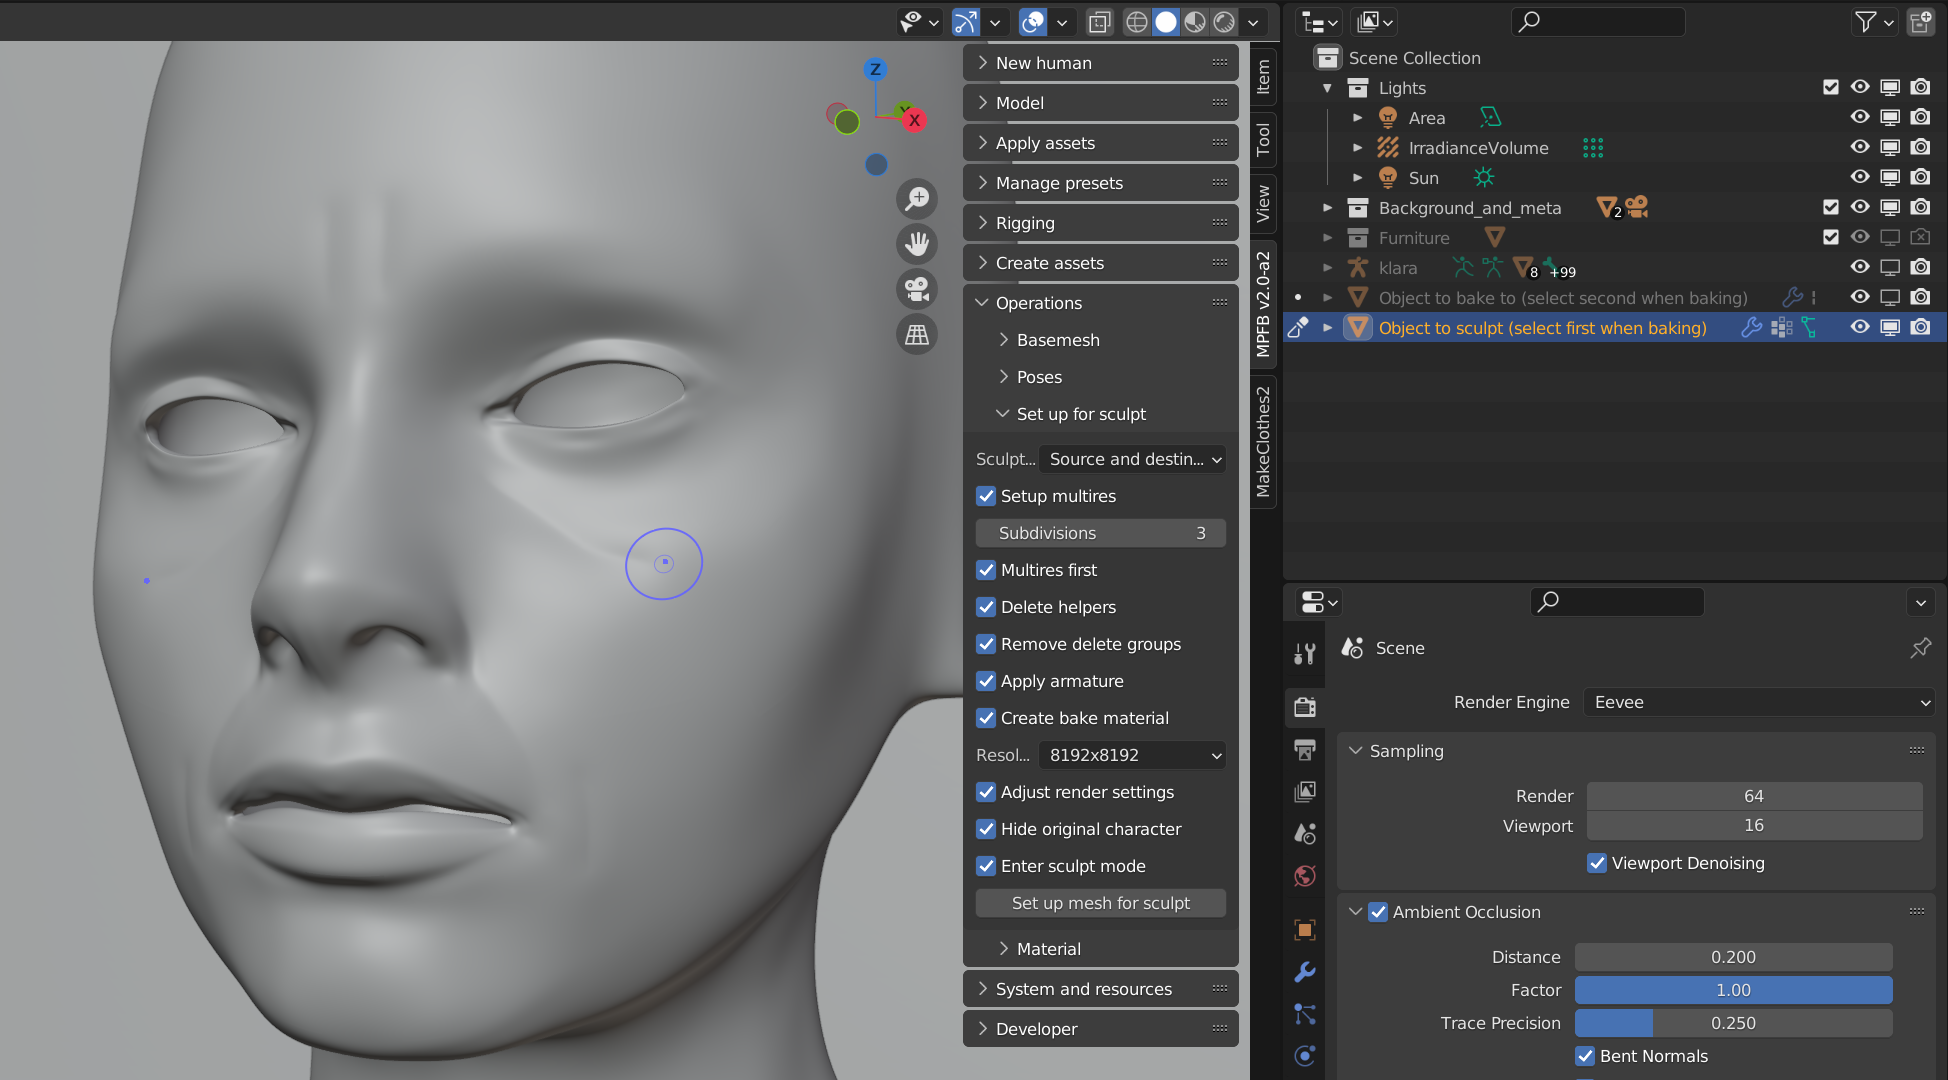 Z
Y
X
New human
Model
Apply assets
Manage presets
Rigging
Create assets
Operations
Basemesh
Poses
Set up for sculpt
Sculpt... Source and destin...
Setup multires
Subdivisions 3
Multires first
Delete helpers
Remove delete groups
Apply armature
Create bake material
Resol... 8192x8192
Adjust render settings
Hide original character
Enter sculpt mode
Set up mesh for sculpt
Material
System and resources
Developer
Item
Tool
View
MPFB v2.0-a2
MakeClothes2
Scene Collection
Lights
Area
IrradianceVolume
Sun
Background_and_meta 2
Furniture
klara 8 +99
Object to bake to (select second when baking)
Object to sculpt (select first when baking)
Scene
Render Engine Eevee
Sampling
Render 64
Viewport 16
Viewport Denoising
Ambient Occlusion
Distance 0.200
Factor 1.00
Trace Precision 0.250
Bent Normals